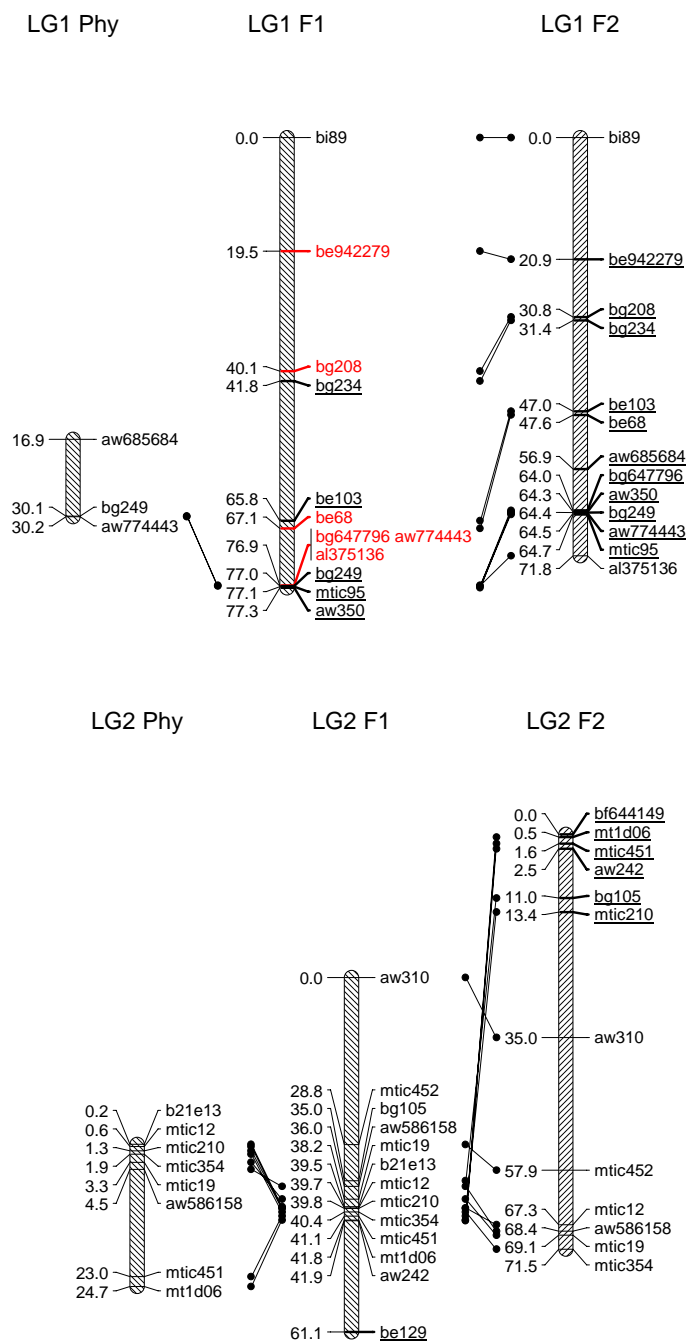 LG1 Phy
LG1 F1
LG1 F2
16.9 aw685684
30.1 bg249
30.2 aw774443
0.0 bi89
19.5 be942279
40.1 bg208
41.8 bg234
65.8 be103
67.1 be68
76.9 bg647796 aw774443
al375136
77.0 bg249
77.1 mtic95
77.3 aw350
0.0 bi89
20.9 be942279
30.8 bg208
31.4 bg234
47.0 be103
47.6 be68
56.9 aw685684
64.0 bg647796
64.3 aw350
64.4 bg249
64.5 aw774443
64.7 mtic95
71.8 al375136
LG2 Phy
LG2 F1
LG2 F2
0.2 b21e13
0.6 mtic12
1.3 mtic210
1.9 mtic354
3.3 mtic19
4.5 aw586158
23.0 mtic451
24.7 mt1d06
0.0 aw310
28.8 mtic452
35.0 bg105
36.0 aw586158
38.2 mtic19
39.5 b21e13
39.7 mtic12
39.8 mtic210
40.4 mtic354
41.1 mtic451
41.8 mt1d06
41.9 aw242
61.1 be129
0.0 bf644149
0.5 mt1d06
1.6 mtic451
2.5 aw242
11.0 bg105
13.4 mtic210
35.0 aw310
57.9 mtic452
67.3 mtic12
68.4 aw586158
69.1 mtic19
71.5 mtic354